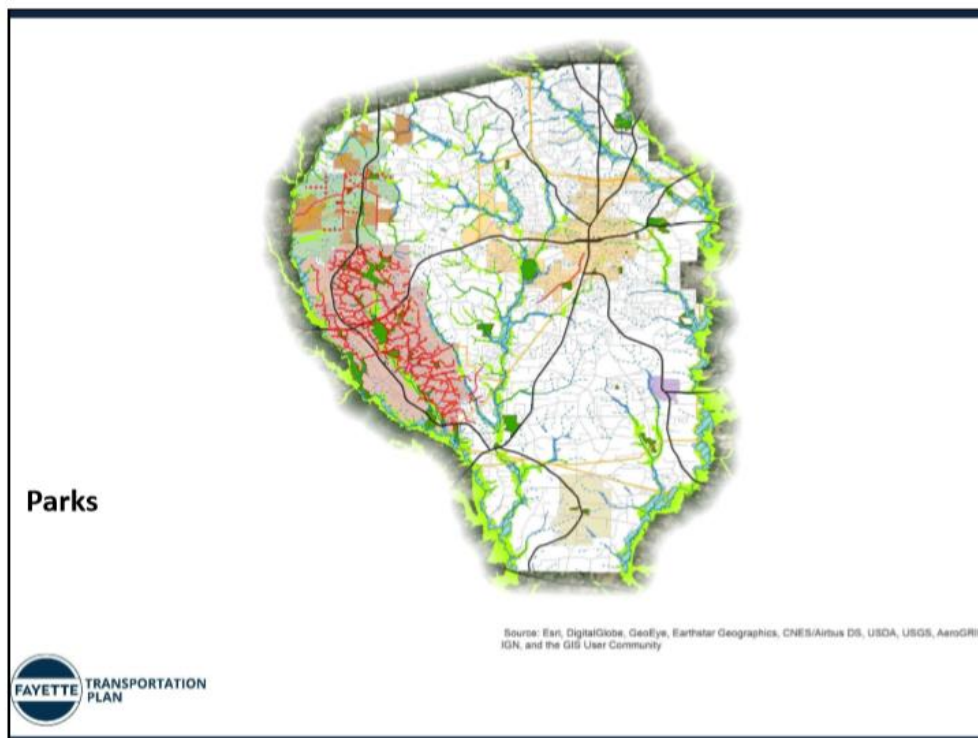 Parks
Source: Esri, DigitalGlobe, GeoEye, Earthstar Geographics, CNES/Airbus DS, USDA, USGS, AeroGRI
IGN, and the GIS User Community
FAYETTE
TRANSPORTATION
PLAN